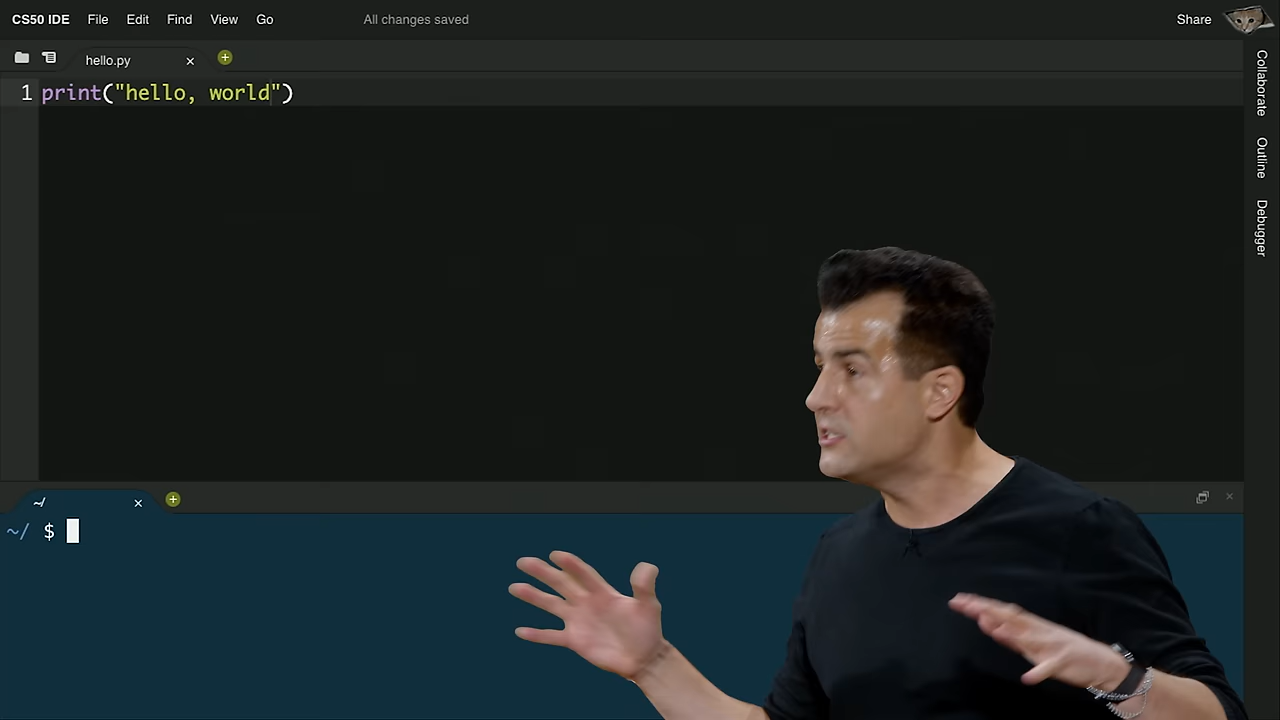 CS50 IDE File Edit Find View Go All changes saved Share
hello.py
1 print("hello, world")
Collaborate
Outline
Debugger
~/
~/ $